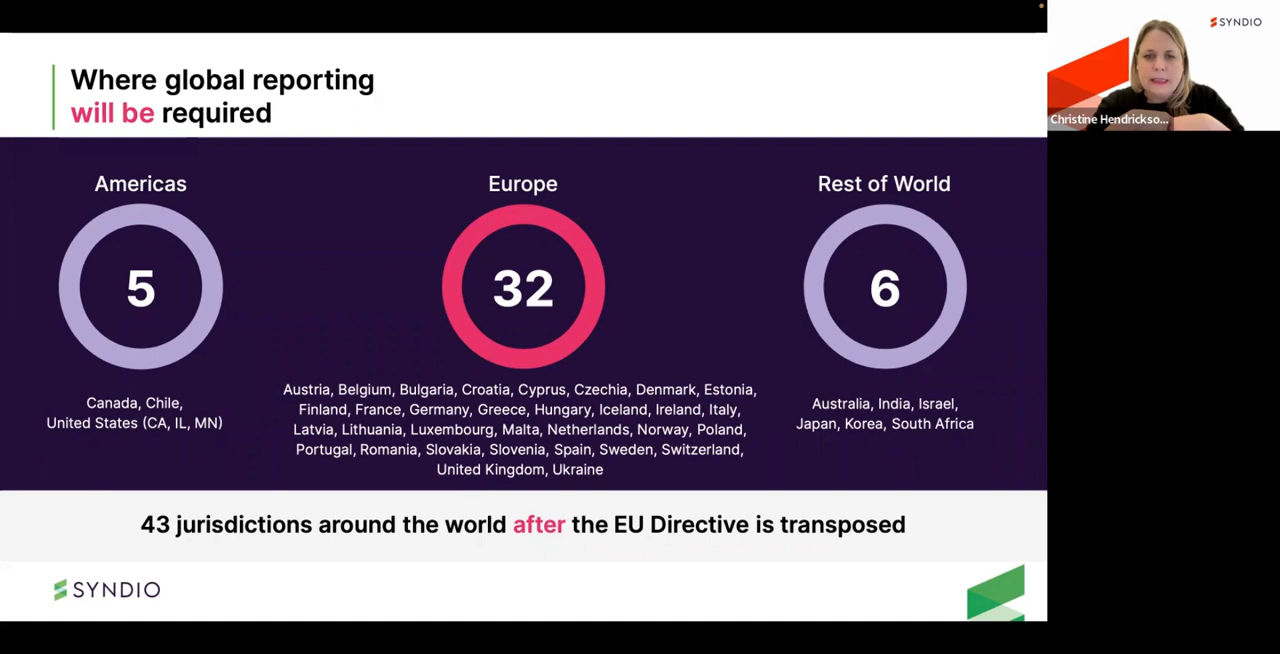 Where global reporting
will be required
Americas
5
Canada, Chile,
United States (CA, IL, MN)
Europe
32
Austria, Belgium, Bulgaria, Croatia, Cyprus, Czechia, Denmark, Estonia,
Finland, France, Germany, Greece, Hungary, Iceland, Ireland, Italy,
Latvia, Lithuania, Luxembourg, Malta, Netherlands, Norway, Poland,
Portugal, Romania, Slovakia, Slovenia, Spain, Sweden, Switzerland,
United Kingdom, Ukraine
Rest of World
6
Australia, India, Israel,
Japan, Korea, South Africa
43 jurisdictions around the world after the EU Directive is transposed
SYNDIO
SYNDIO
Christine Hendrickso...